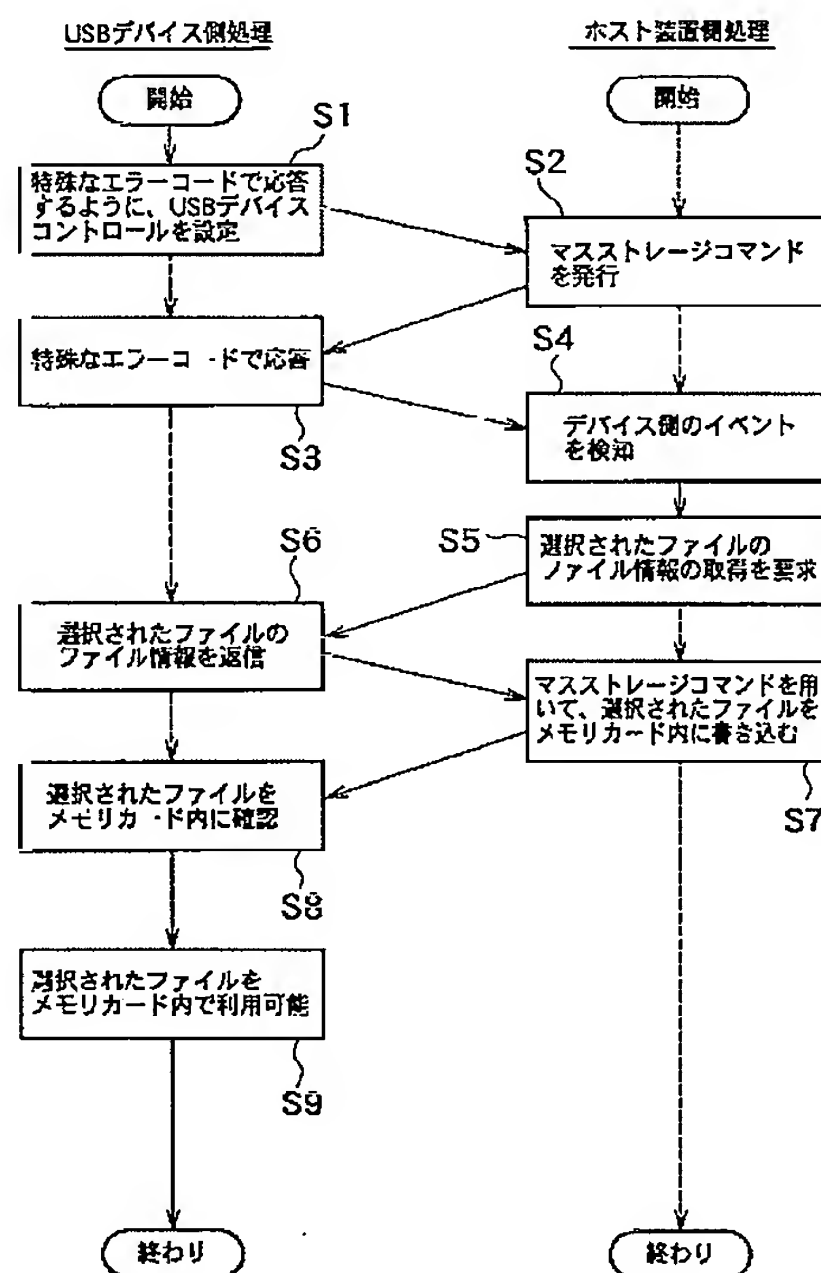 USBデバイス側処理
ホスト装置側処理
開始
開始
S1
特殊なエラーコードで応答
するように、USBデバイス
コントロールを設定
S2
マスストレージコマンド
を発行
特殊なエラーコードで応答
S3
S4
デバイス側のイベント
を検知
S5
選択されたファイルの
ファイル情報の取得を要求
S6
選択されたファイルの
ファイル情報を返信
マスストレージコマンドを用
いて、選択されたファイルを
メモリカード内に書き込む
S7
選択されたファイルを
メモリカード内に確認
S8
選択されたファイルを
メモリカード内で利用可能
S9
終わり
終わり